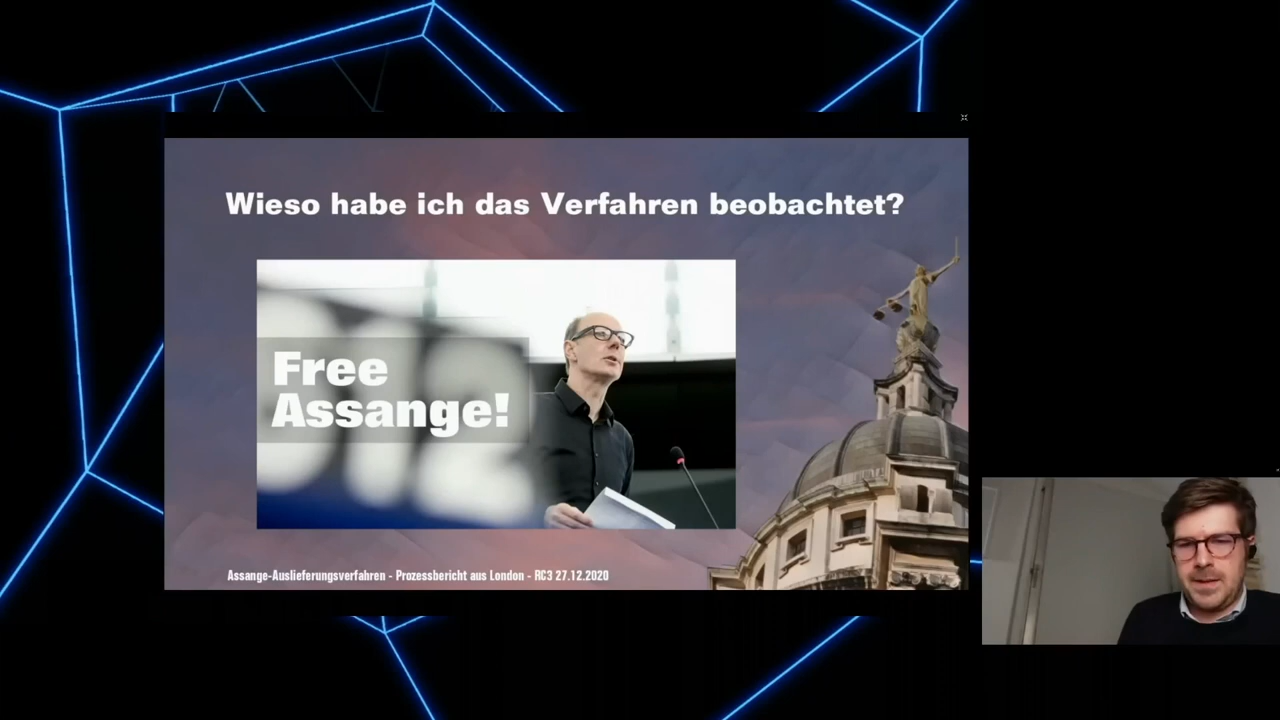 Wieso habe ich das Verfahren beobachtet?
Free
Assange!
Assange-Auslieferungsverfahren - Prozessbericht aus London - RC3 27.12.2020